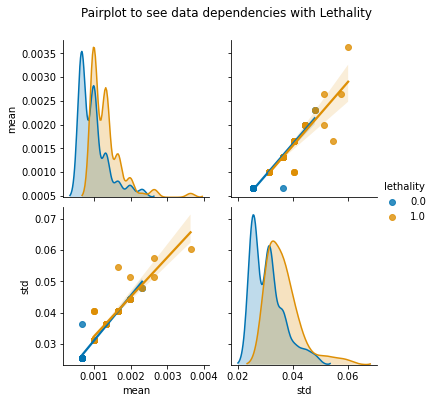 Pairplot to see data dependencies with Lethality
0.0035
0.0030
0.0025
0.0020
0.0015
0.0010
0.0005
mean
lethality
0.0
1.0
0.07
0.06
0.05
0.04
0.03
std
0.001 0.002 0.003 0.004
mean
0.02 0.04 0.06
std